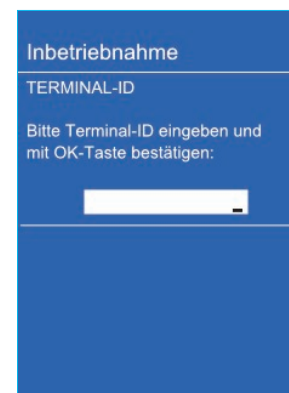 Inbetriebnahme
TERMINAL-ID
Bitte Terminal-ID eingeben und
mit OK-Taste bestätigen: